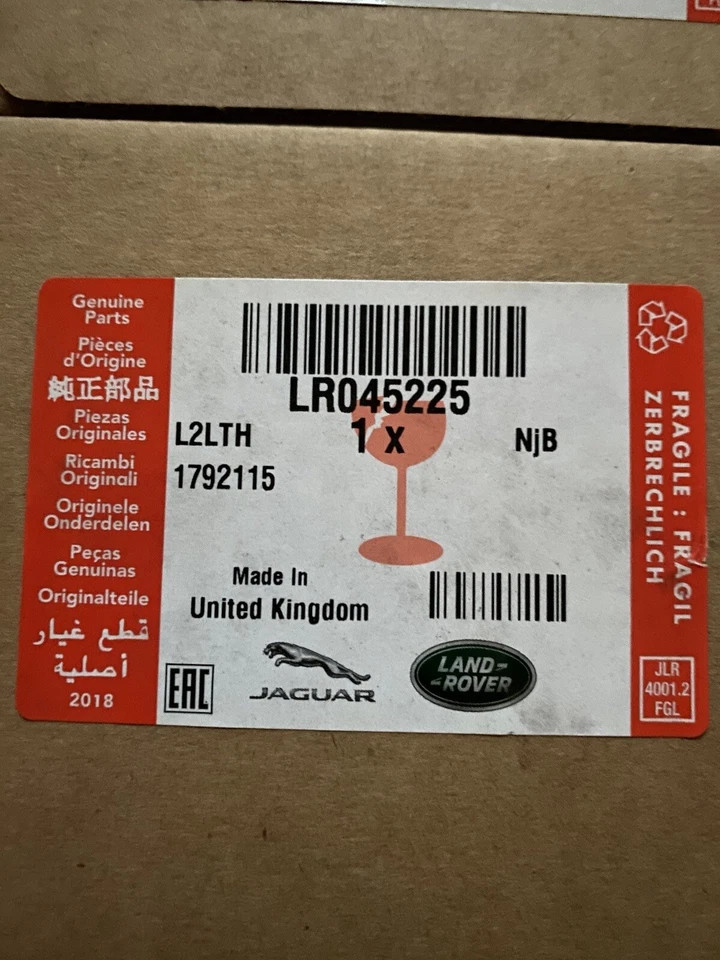 Genuine
Parts
Pièces
d'Origine
純正部品
Piezas
Originales
Ricambi
Originali
Originele
Onderdelen
Peças
Genuinas
Originalteile
قطع غيار
أصلية
2018
LR045225
L2LTH
1 x
NjB
1792115
Made In
United Kingdom
EAC
JAGUAR
LAND-
-ROVER
FRAGILE : FRAGIL
ZERBRECHLICH
JLR
4001.2
FGL